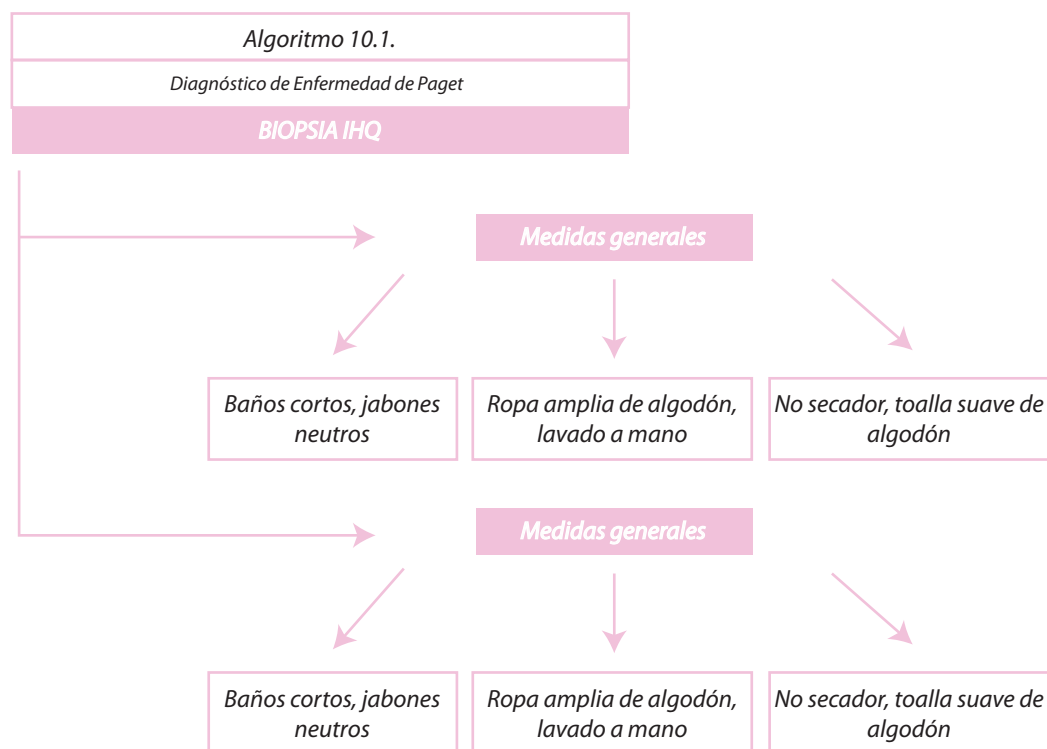 Algoritmo 10.1.
Diagnóstico de Enfermedad de Paget
BIOPSIA IHQ
Medidas generales
Baños cortos, jabones
neutros
Ropa amplia de algodón,
lavado a mano
No secador, toalla suave de
algodón
Medidas generales
Baños cortos, jabones
neutros
Ropa amplia de algodón,
lavado a mano
No secador, toalla suave de
algodón